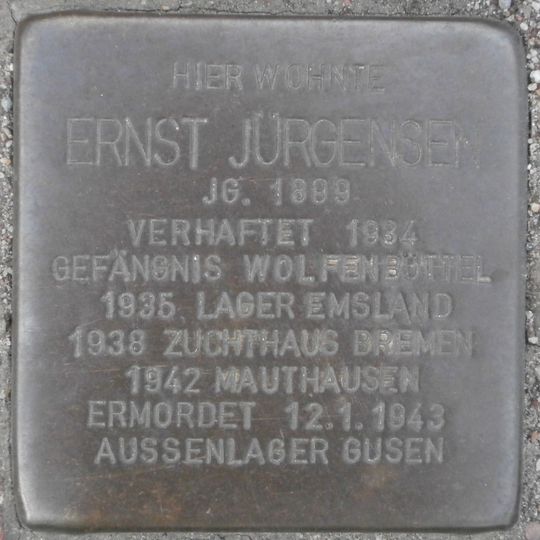 HIER WOHNTE
ERNST JÜRGENSEN
JG. 1899
VERHAFTET 1934
GEFÄNGNIS WOLFENBÜTTEL
1935 LAGER EMSLAND
1938 ZUCHTHAUS BREMEN
1942 MAUTHAUSEN
ERMORDET 12.1.1943
AUSSENLAGER GUSEN